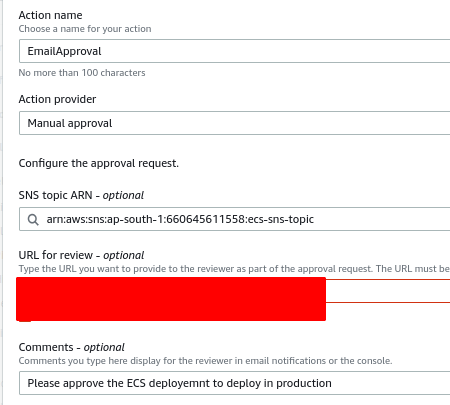 Action name
Choose a name for your action
EmailApproval
No more than 100 characters
Action provider
Manual approval
Configure the approval request.
SNS topic ARN - optional
arn:aws:sns:ap-south-1:660645611558:ecs-sns-topic
URL for review - optional
Type the URL you want to provide to the reviewer as part of the approval request. The URL must be
Comments - optional
Comments you type here display for the reviewer in email notifications or the console.
Please approve the ECS deployemnt to deploy in production